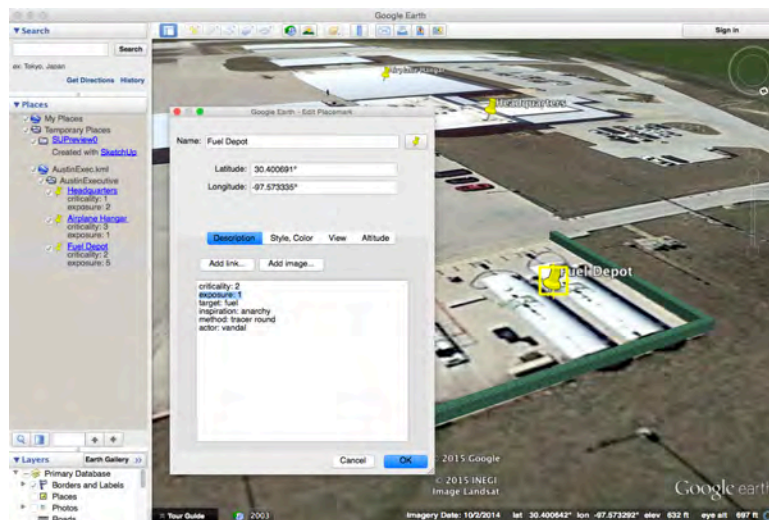 Google Earth
▼ Search
Sign in
Search
ex: Tokyo, Japan
Get Directions History
▼ Places
My Places
Temporary Places
SUPreview0
Created with SketchUp
AustinExec.kml
AustinExecutive
Headquarters
criticality: 1
exposure: 2
Airplane Hangar
criticality: 3
exposure: 1
Fuel Depot
criticality: 2
exposure: 5
▼ Layers
Earth Gallery
Primary Database
Borders and Labels
Places
Photos
Roads
Google Earth - Edit Placemark
Name: Fuel Depot
Latitude: 30.400691°
Longitude: -97.573335°
Description Style, Color View Altitude
Add link... Add image...
criticality: 2
exposure: 1
target: fuel
inspiration: anarchy
method: tracer round
actor: vandal
Cancel OK
Airplane Hangar
Headquarters
Fuel Depot
© 2015 Google
© 2015 INEGI
Image Landsat
Google earth
Tour Guide 2003
Imagery Date: 10/2/2014 lat 30.400642° lon -97.573292° elev 632 ft eye alt 697 ft